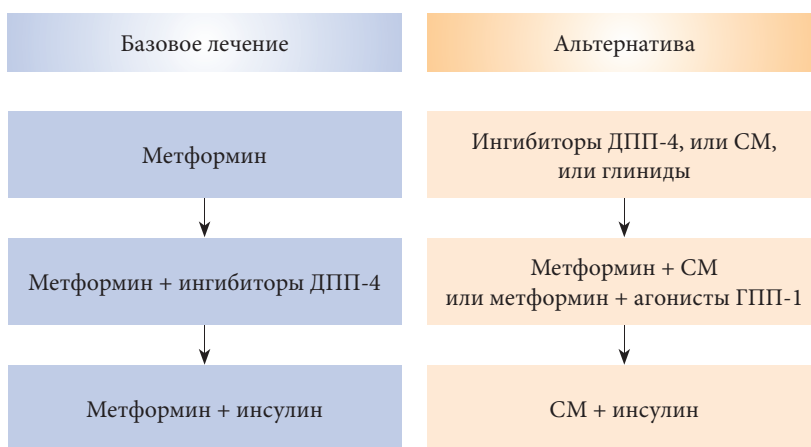 Базовое лечение
Альтернатива
Метформин
Ингибиторы ДПП-4, или СМ,
или глиниды
Метформин + ингибиторы ДПП-4
Метформин + СМ
или метформин + агонисты ГПП-1
Метформин + инсулин
СМ + инсулин